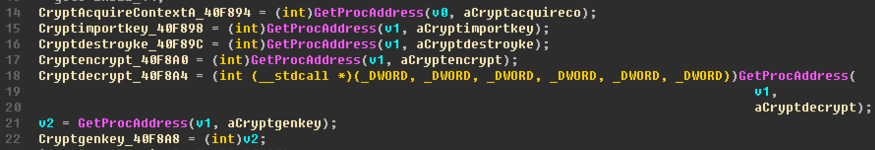 14 CryptAcquireContextA_40F894 = (int)GetProcAddress(v0, aCryptacquireco);
15 Cryptimportkey_40F898 = (int)GetProcAddress(v1, aCryptimportkey);
16 Cryptdestroyke_40F89C = (int)GetProcAddress(v1, aCryptdestroyke);
17 Cryptencrypt_40F8A0 = (int)GetProcAddress(v1, aCryptencrypt);
18 Cryptdecrypt_40F8A4 = (int (__stdcall *)(_DWORD, _DWORD, _DWORD, _DWORD, _DWORD, _DWORD))GetProcAddress(
19 v1,
20 aCryptdecrypt);
21 v2 = GetProcAddress(v1, aCryptgenkey);
22 Cryptgenkey_40F8A8 = (int)v2;